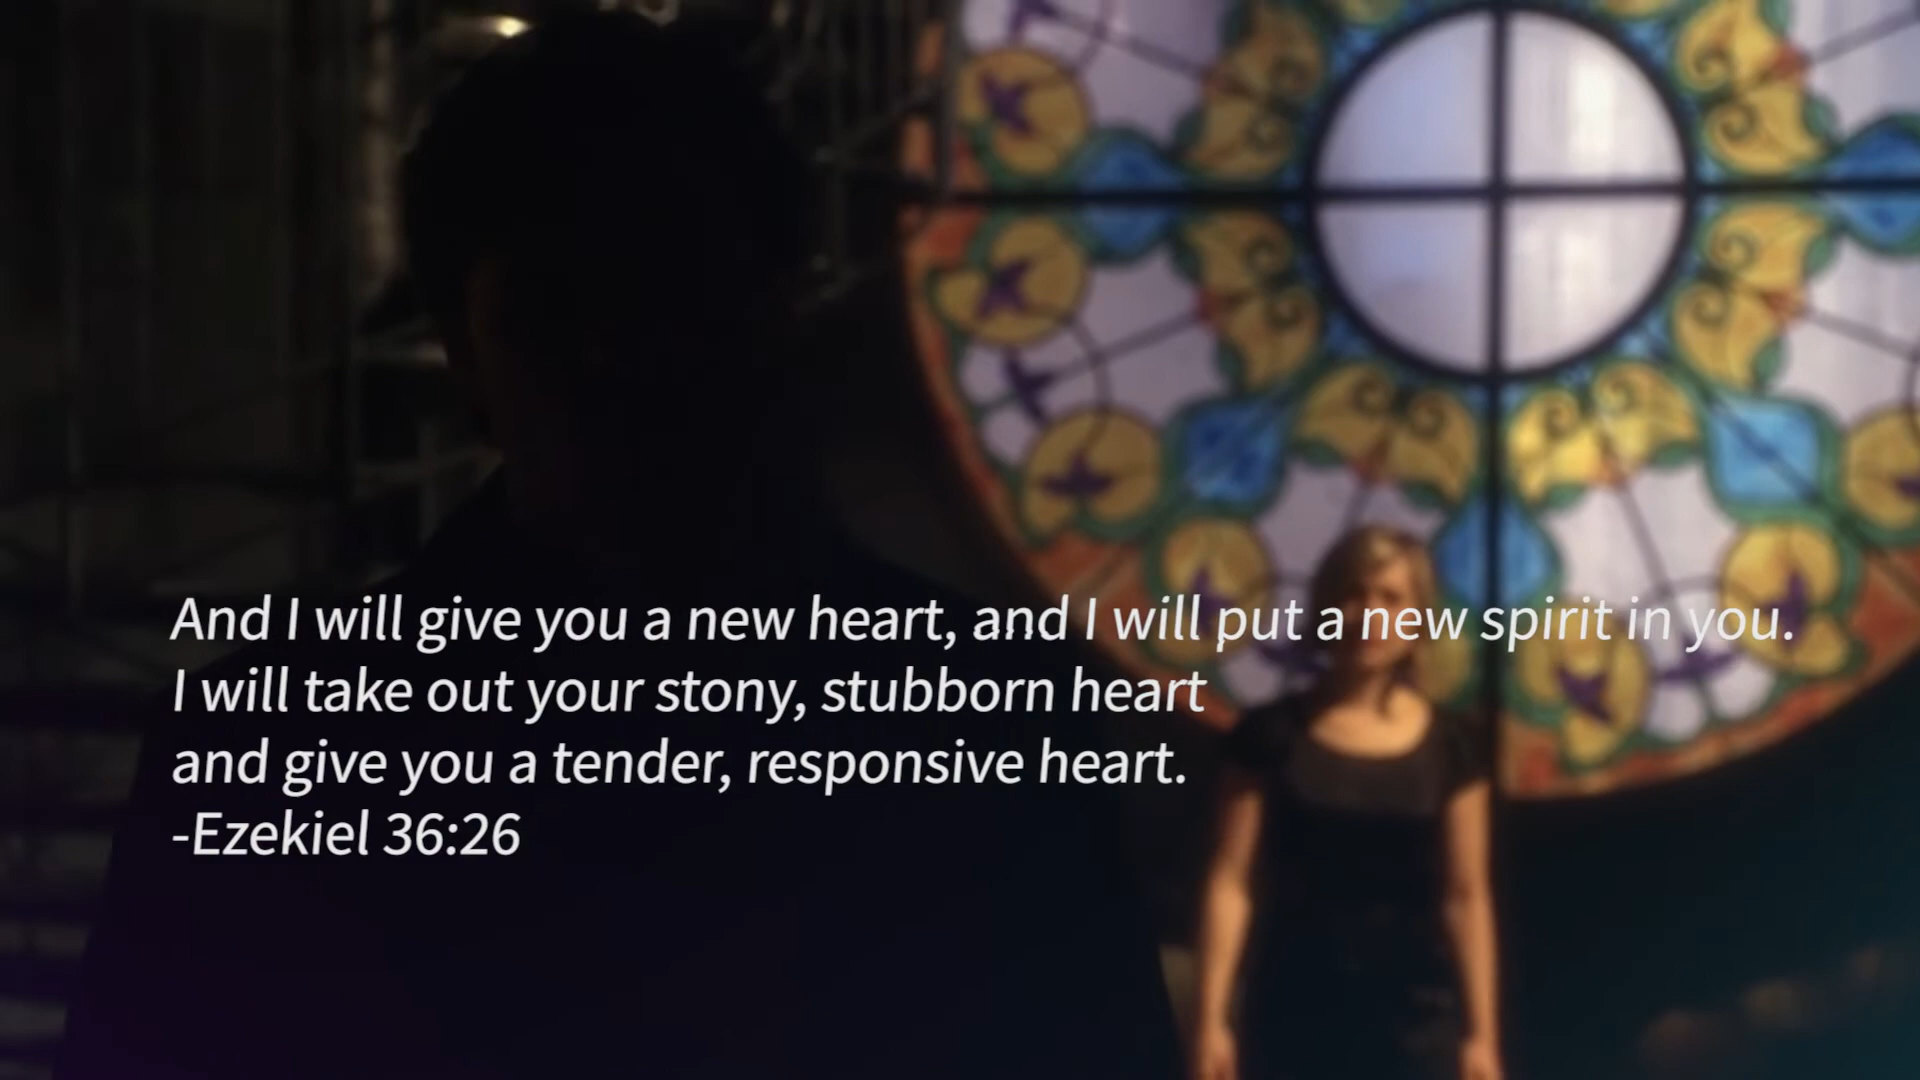 And I will give you a new heart, and I will put a new spirit in you.
I will take out your stony, stubborn heart
and give you a tender, responsive heart.
-Ezekiel 36:26